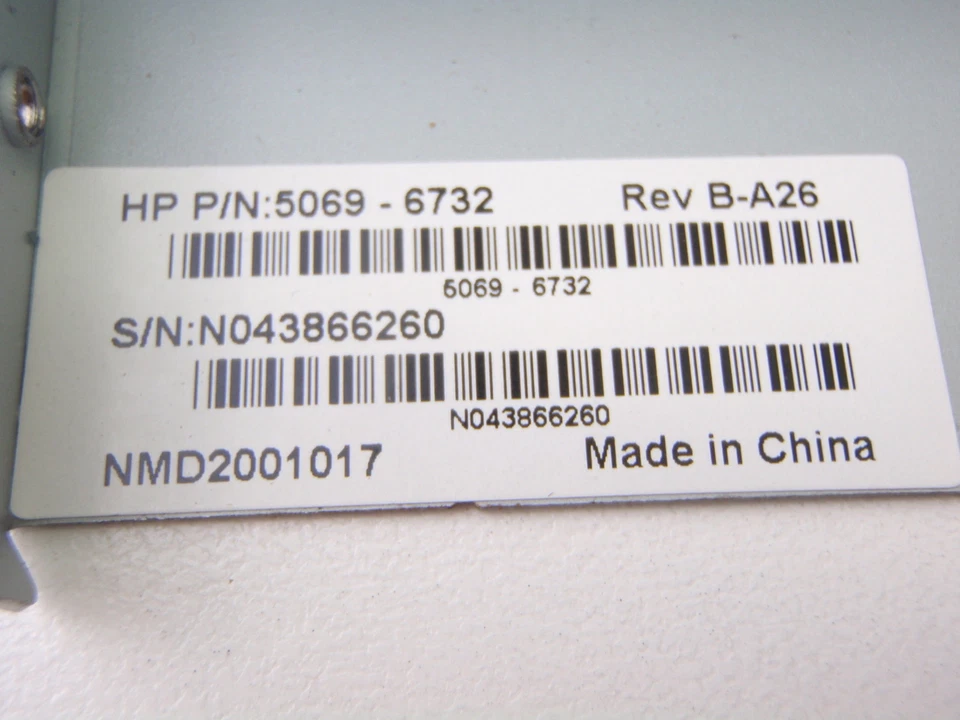 HP P/N:5069 - 6732 Rev B-A26
5069 - 6732
S/N:N043866260
N043866260
NMD2001017 Made in China